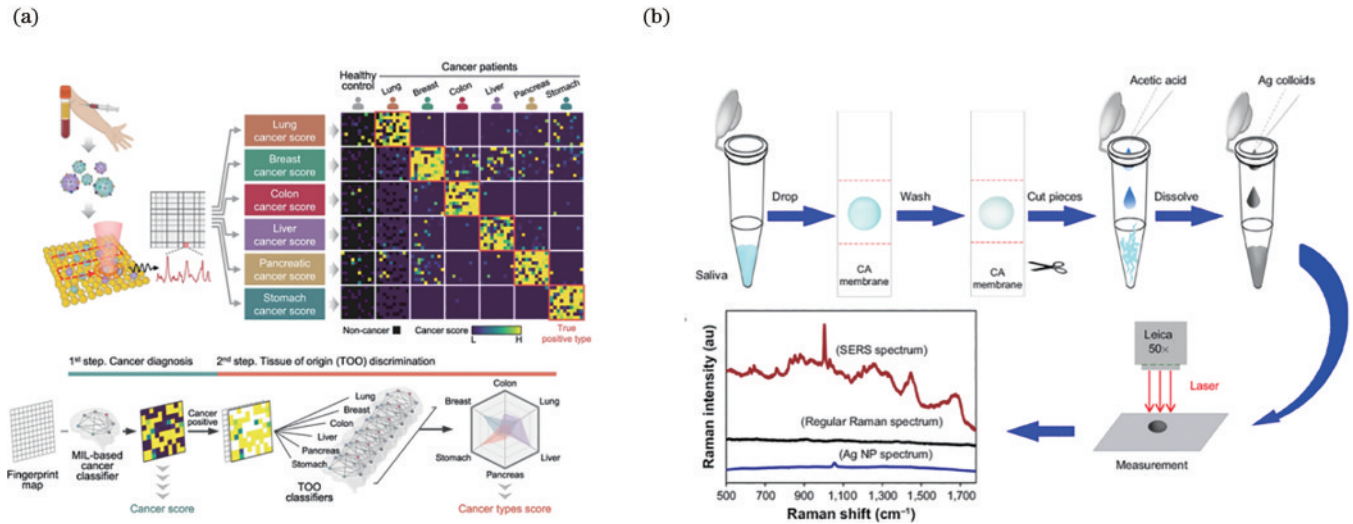 (a)
Cancer patients
Healthy
control
Lung
Breast
Colon
Liver
Pancreas
Stomach
Lung
cancer score
Breast
cancer score
Colon
cancer score
Liver
cancer score
Pancreatic
cancer score
Stomach
cancer score
Non-cancer
Cancer score
L
H
True
positive type
1st step. Cancer diagnosis
2nd step. Tissue of origin (TOO) discrimination
Fingerprint
map
MIL-based
cancer
classifier
Cancer
positive
Cancer score
Lung
Breast
Colon
Liver
Pancreas
Stomach
TOO
classifiers
Colon
Breast
Lung
Stomach
Liver
Pancreas
Cancer types score
(b)
Acetic acid
Ag colloids
Drop
Wash
Cut pieces
Dissolve
Saliva
CA
membrane
CA
membrane
Leica
50×
Laser
Measurement
(SERS spectrum)
(Regular Raman spectrum)
(Ag NP spectrum)
Raman intensity (au)
500
700
900
1,100
1,300
1,500
1,700
Raman shift (cm⁻¹)